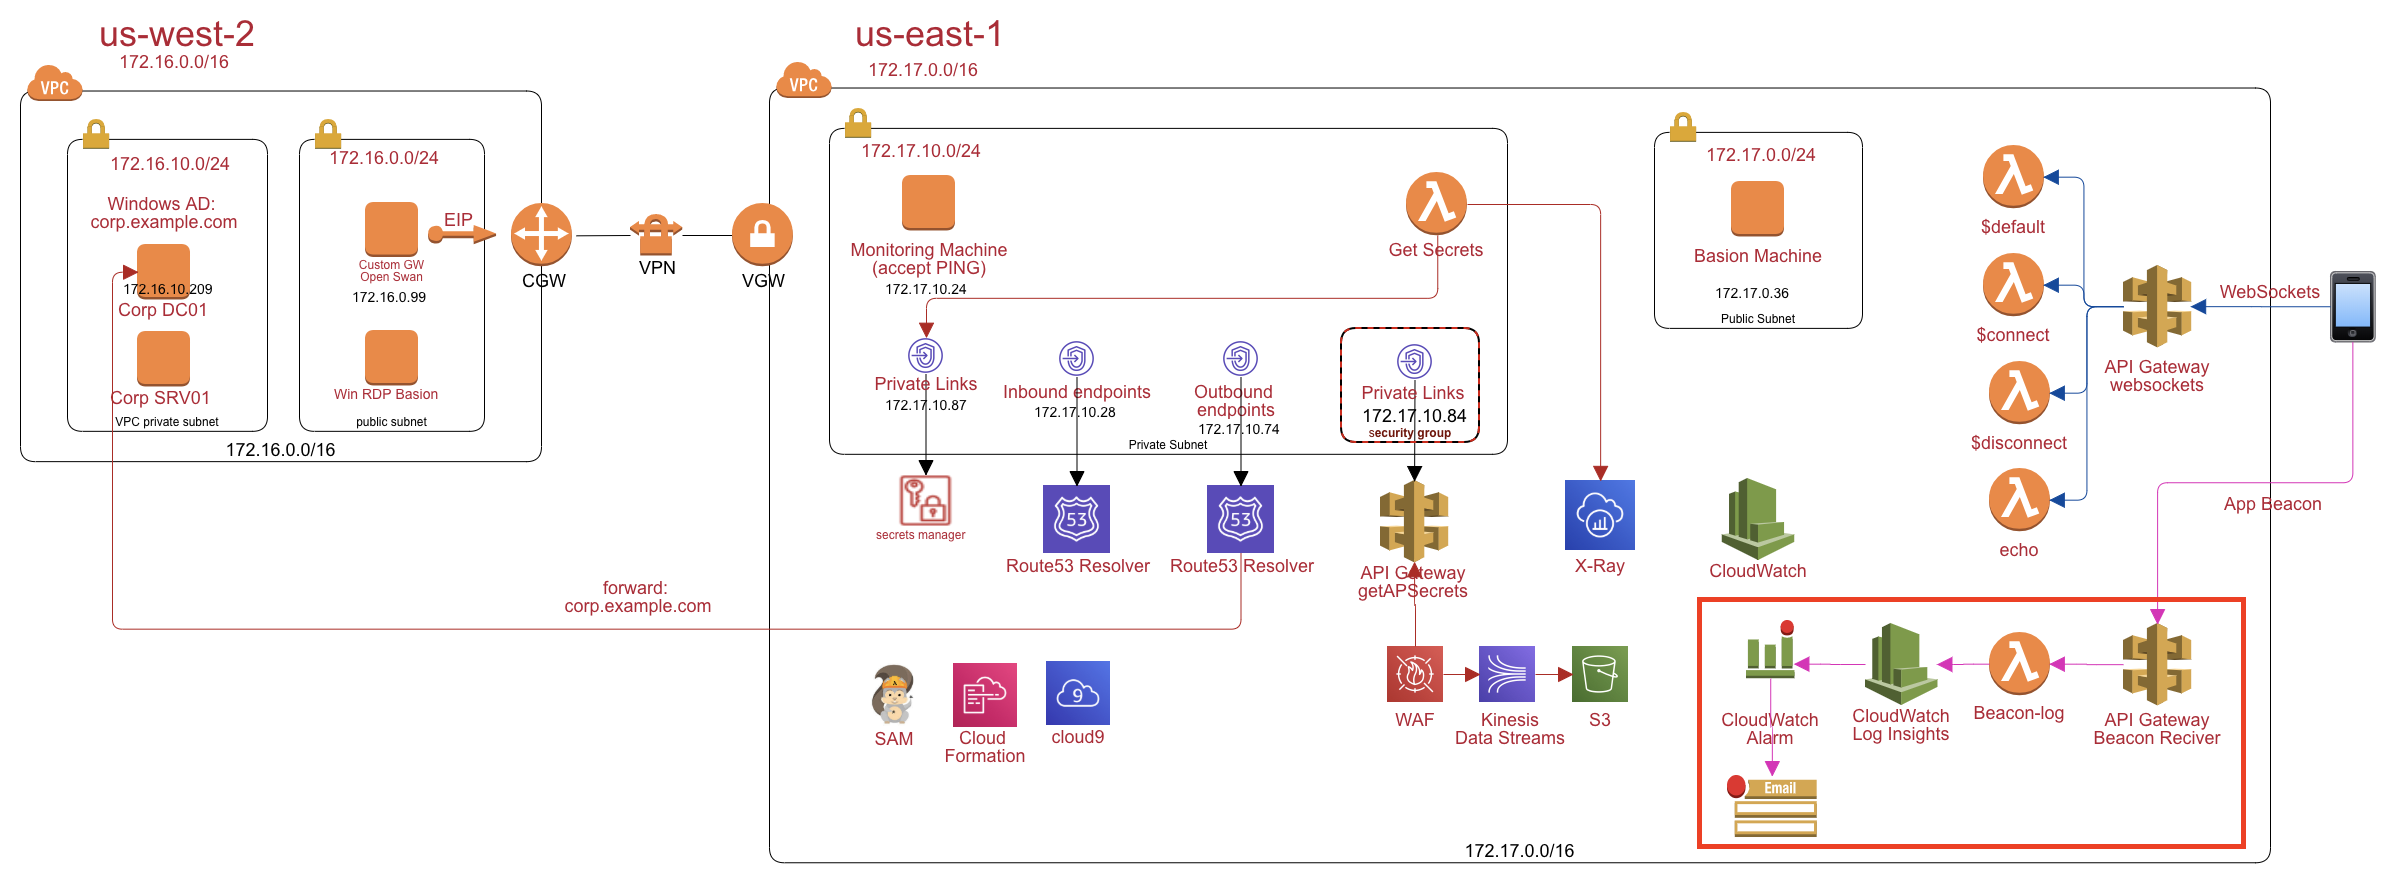 us-west-2
172.16.0.0/16
VPC
172.16.10.0/24
Windows AD:
corp.example.com
172.16.10.209
Corp DC01
Corp SRV01
VPC private subnet
172.16.0.0/24
EIP
Custom GW
Open Swan
172.16.0.99
Win RDP Basion
public subnet
172.16.0.0/16
CGW
VPN
VGW
us-east-1
172.17.0.0/16
VPC
172.17.10.0/24
Monitoring Machine
(accept PING)
172.17.10.24
Get Secrets
Private Links
172.17.10.87
Inbound endpoints
172.17.10.28
Outbound
endpoints
172.17.10.74
Private Links
172.17.10.84
security group
Private Subnet
172.17.0.0/24
Basion Machine
172.17.0.36
Public Subnet
$default
$connect
$disconnect
echo
API Gateway
websockets
WebSockets
App Beacon
secrets manager
53
Route53 Resolver
53
Route53 Resolver
API Gateway
getAPSecrets
X-Ray
CloudWatch
forward:
corp.example.com
SAM
Cloud
Formation
9
cloud9
WAF
Kinesis
Data Streams
S3
CloudWatch
Alarm
CloudWatch
Log Insights
Beacon-log
API Gateway
Beacon Reciver
Email
172.17.0.0/16